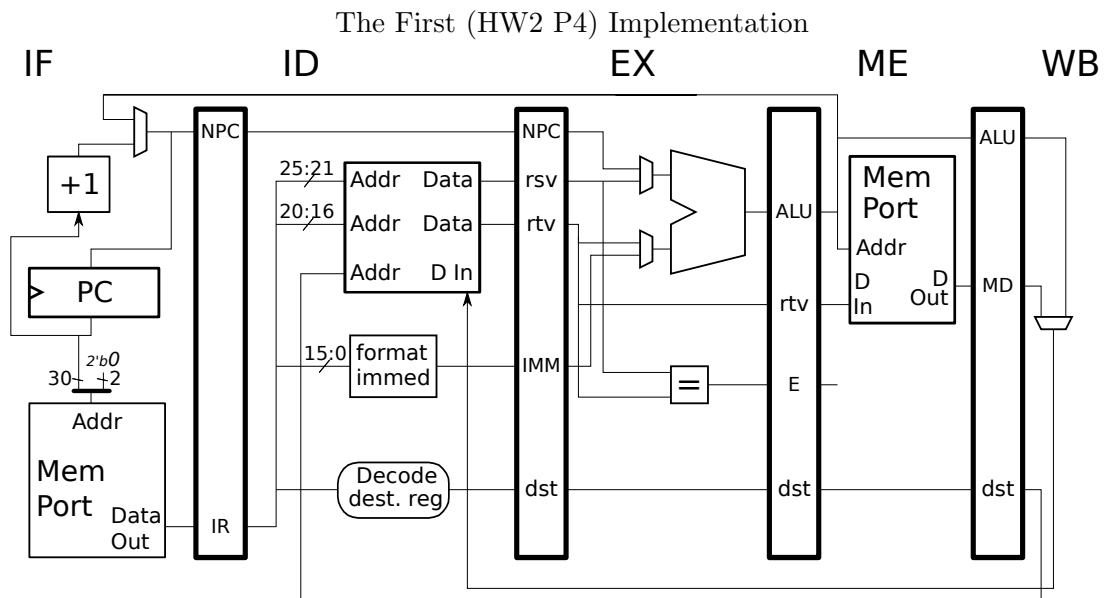 The First (HW2 P4) Implementation
IF ID EX ME WB
NPC NPC ALU
+1
25:21 Addr Data rsv
20:16 Addr Data rtv
Addr D In
ALU
Mem
Port
Addr
D
In
D
Out
MD
PC
rtv
15:0 format
immed
IMM
2'b0
30 2
= E
Addr
Mem
Port
Data
Out
IR
Decode
dest. reg
dst dst dst